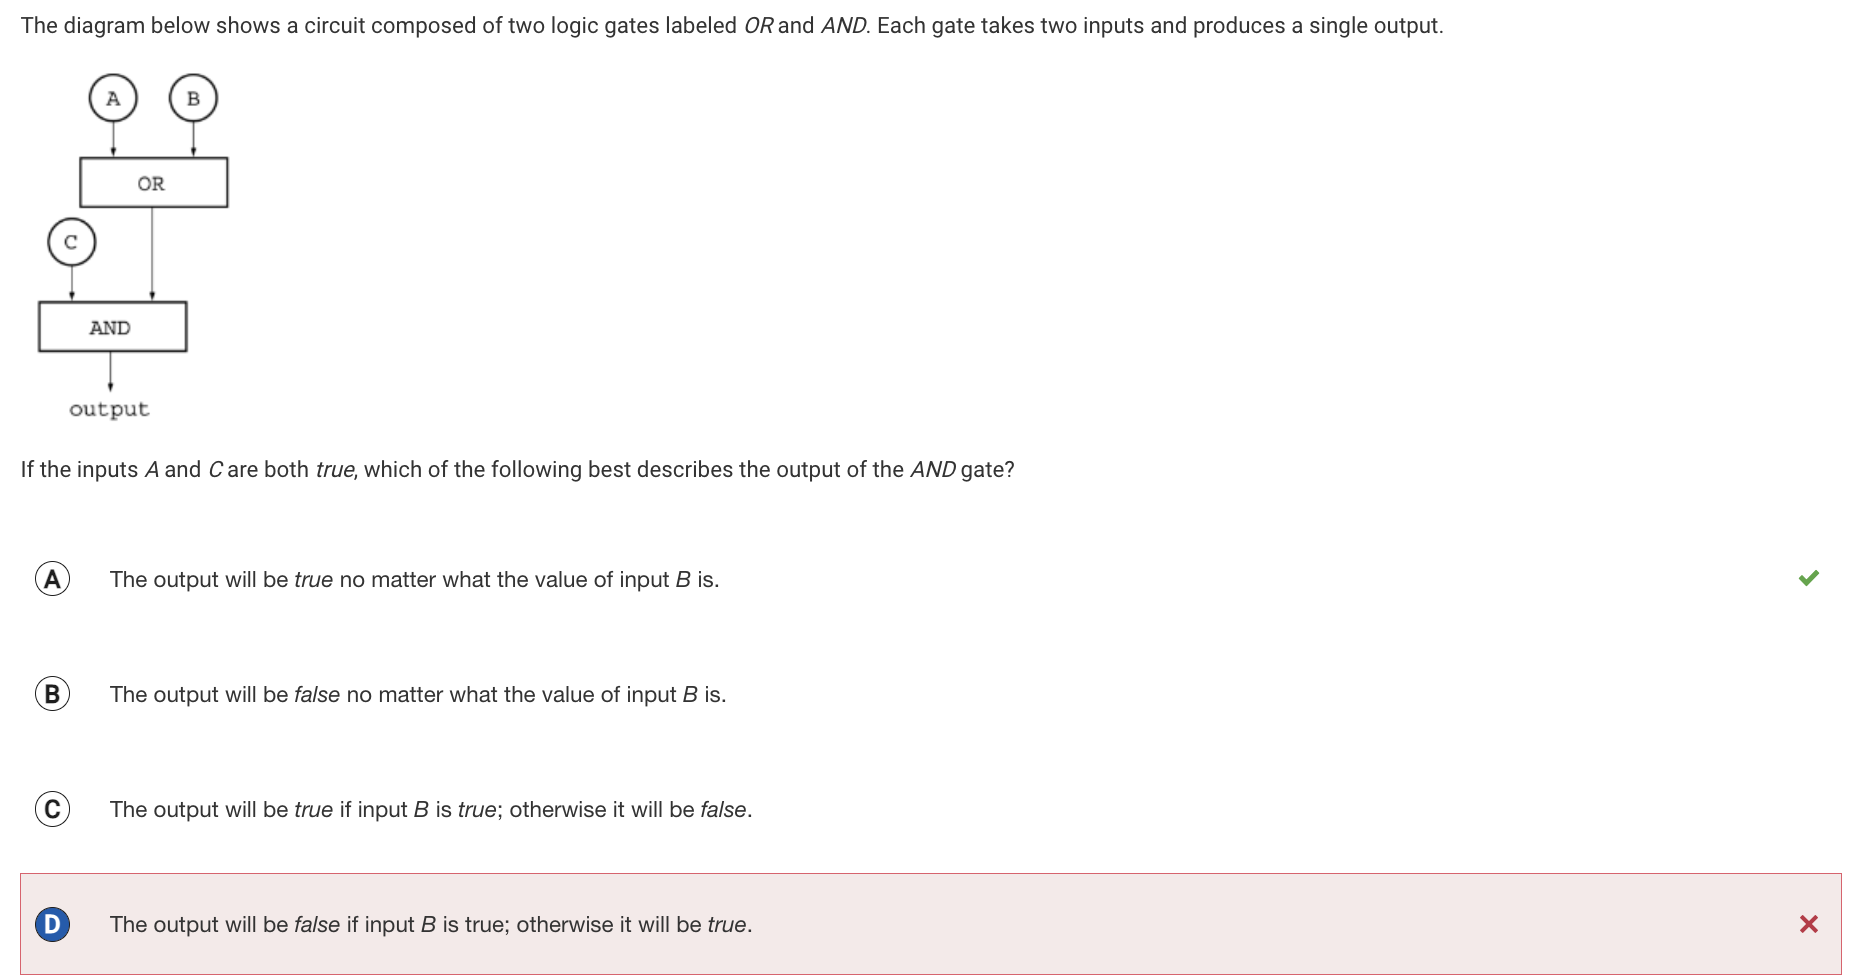 The diagram below shows a circuit composed of two logic gates labeled OR and AND. Each gate takes two inputs and produces a single output.
A B
OR
C
AND
output
If the inputs A and C are both true, which of the following best describes the output of the AND gate?
A The output will be true no matter what the value of input B is.
B The output will be false no matter what the value of input B is.
C The output will be true if input B is true; otherwise it will be false.
D The output will be false if input B is true; otherwise it will be true.